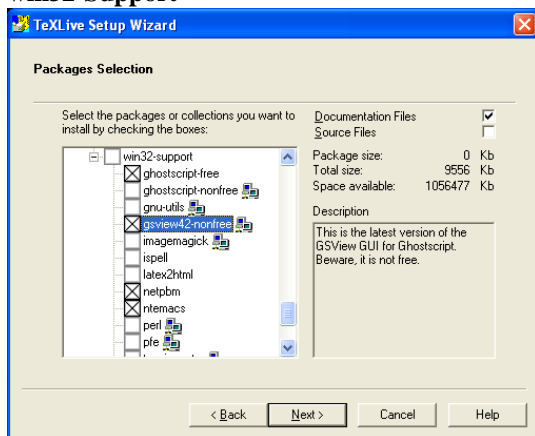 win32-Support
TeXLive Setup Wizard
Packages Selection
Select the packages or collections you want to
install by checking the boxes:
win32-support
ghostscript-free
ghostscript-nonfree
gnu-utils
gsview42-nonfree
imagemagick
ispell
latex2html
netpbm
ntemacs
perl
pfe
Documentation Files
Source Files
Package size: 0 Kb
Total size: 9556 Kb
Space available: 1056477 Kb
Description
This is the latest version of the
GSView GUI for Ghostscript.
Beware, it is not free.
< Back
Next >
Cancel
Help